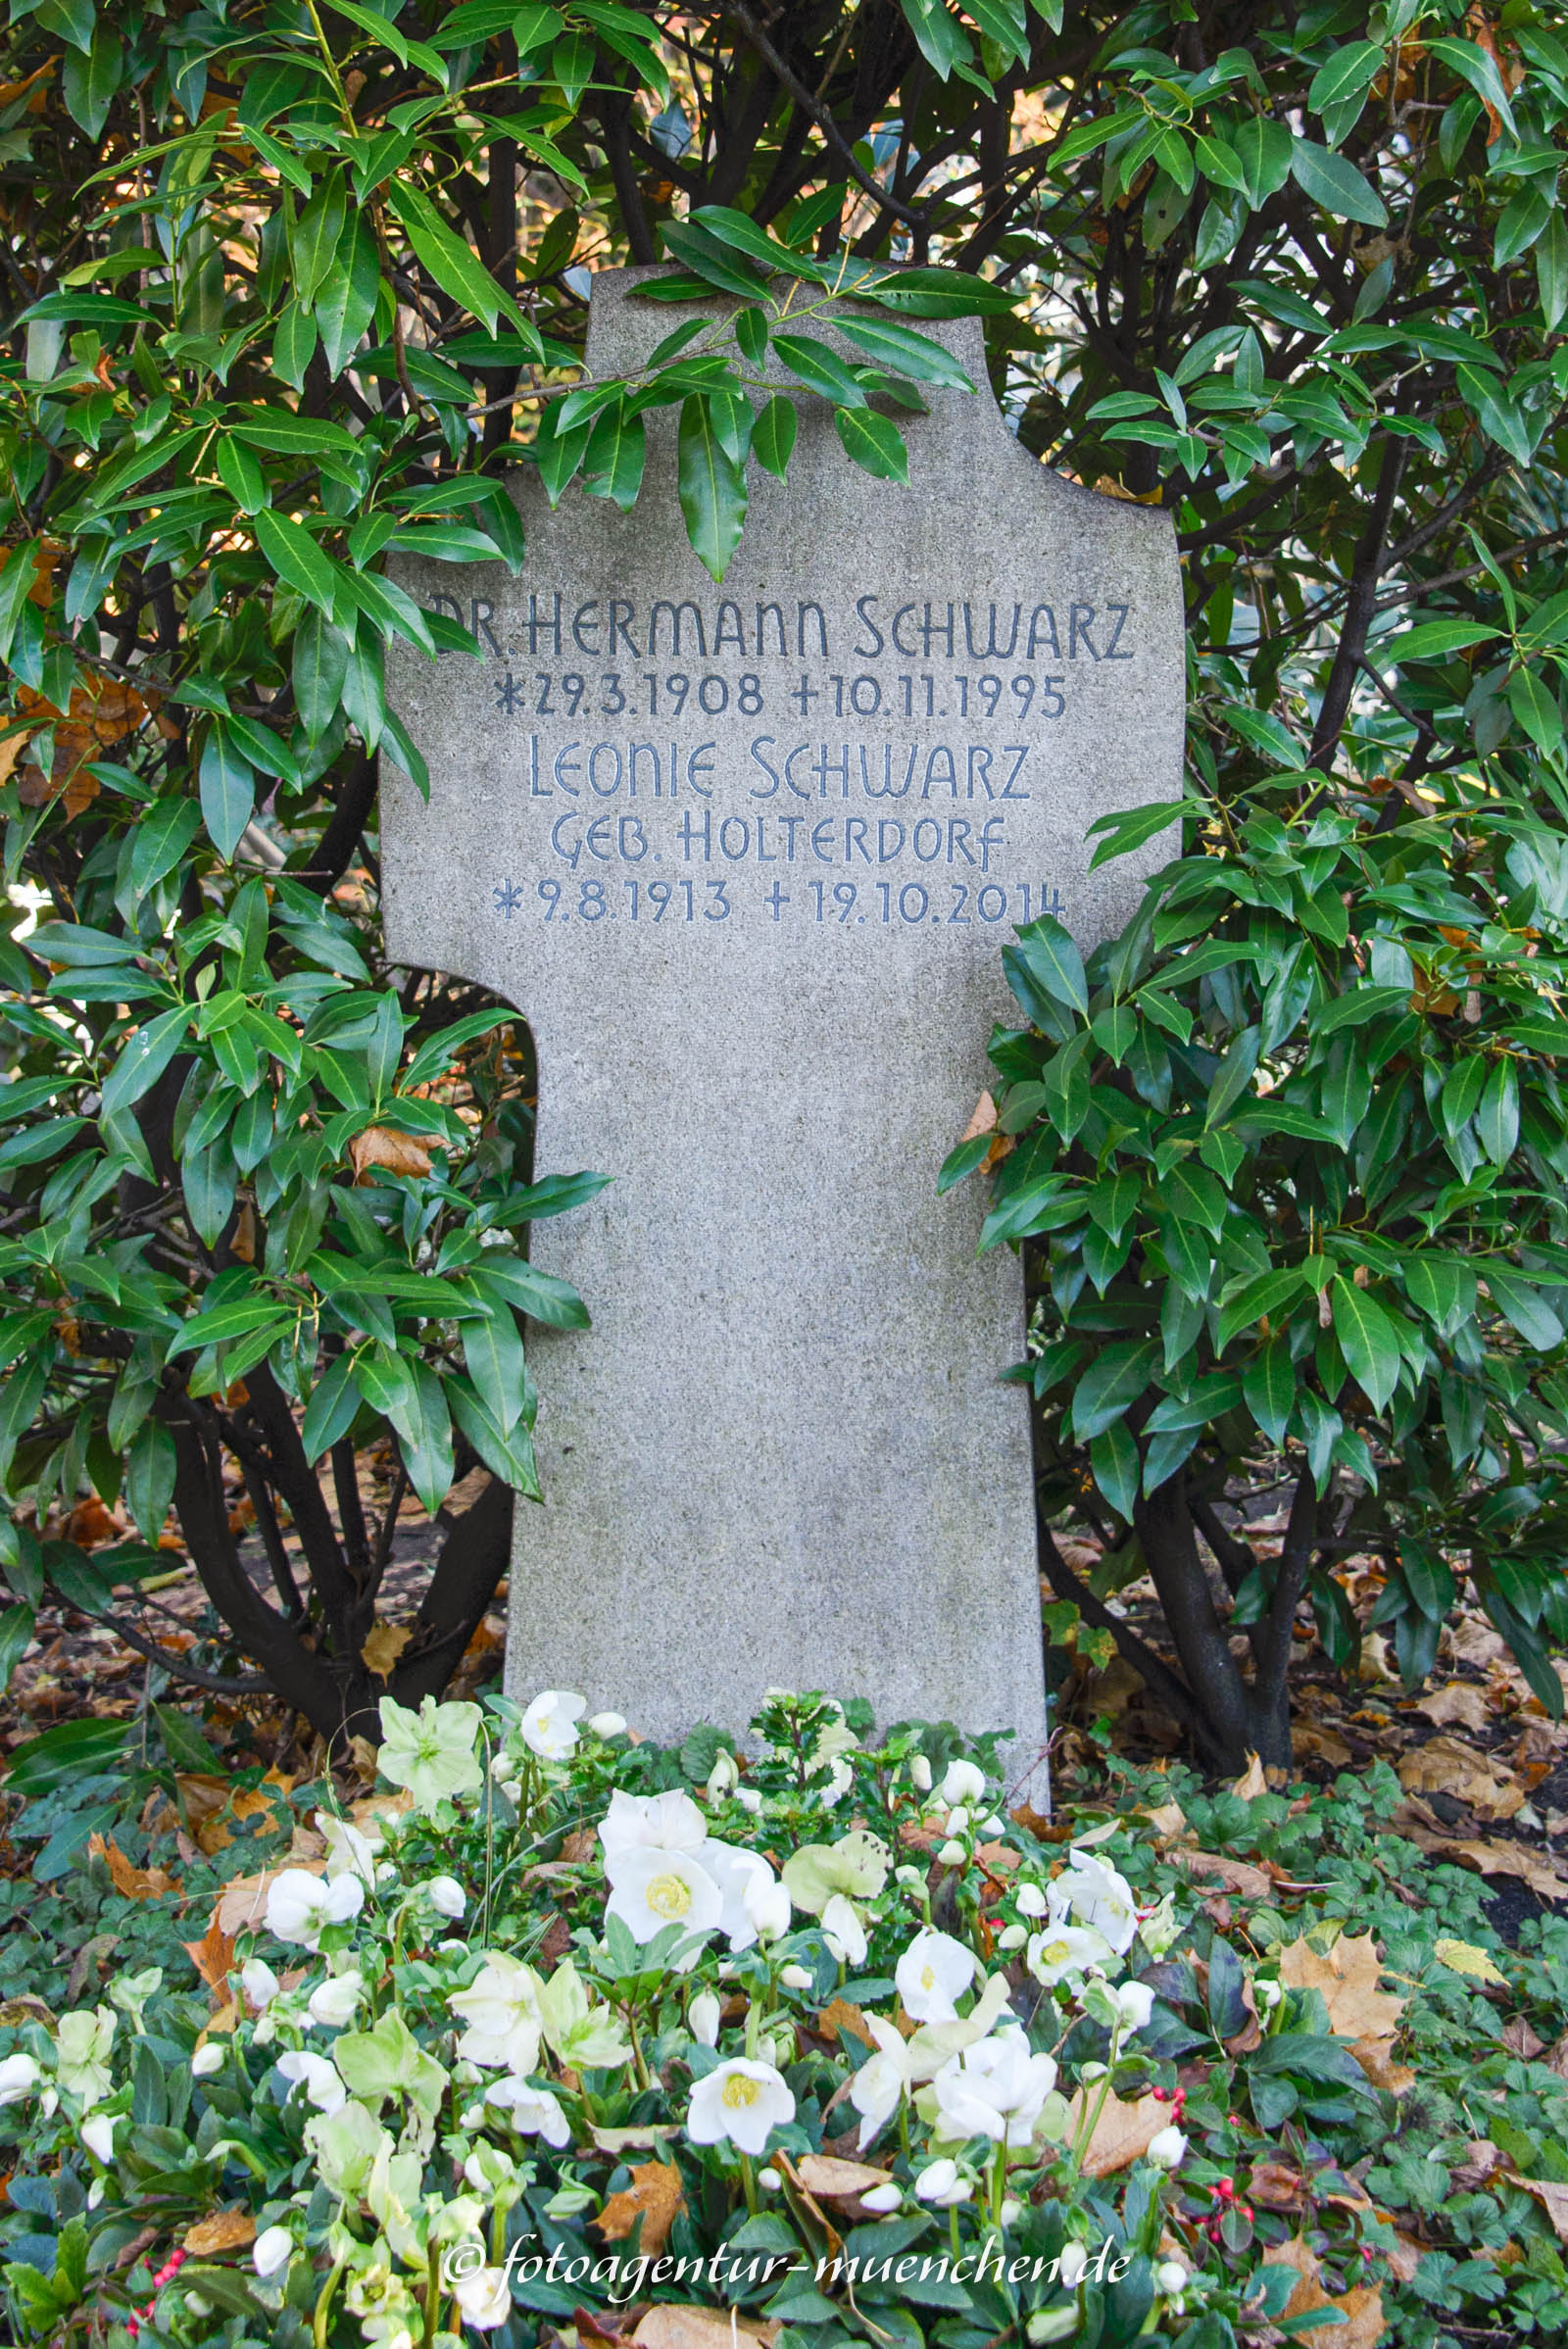 DR. HERMANN SCHWARZ
*29.3.1908 +10.11.1995
LEONIE SCHWARZ
GEB. HOLTERDORF
*9.8.1913 +19.10.2014
© fotoagentur-muenchen.de